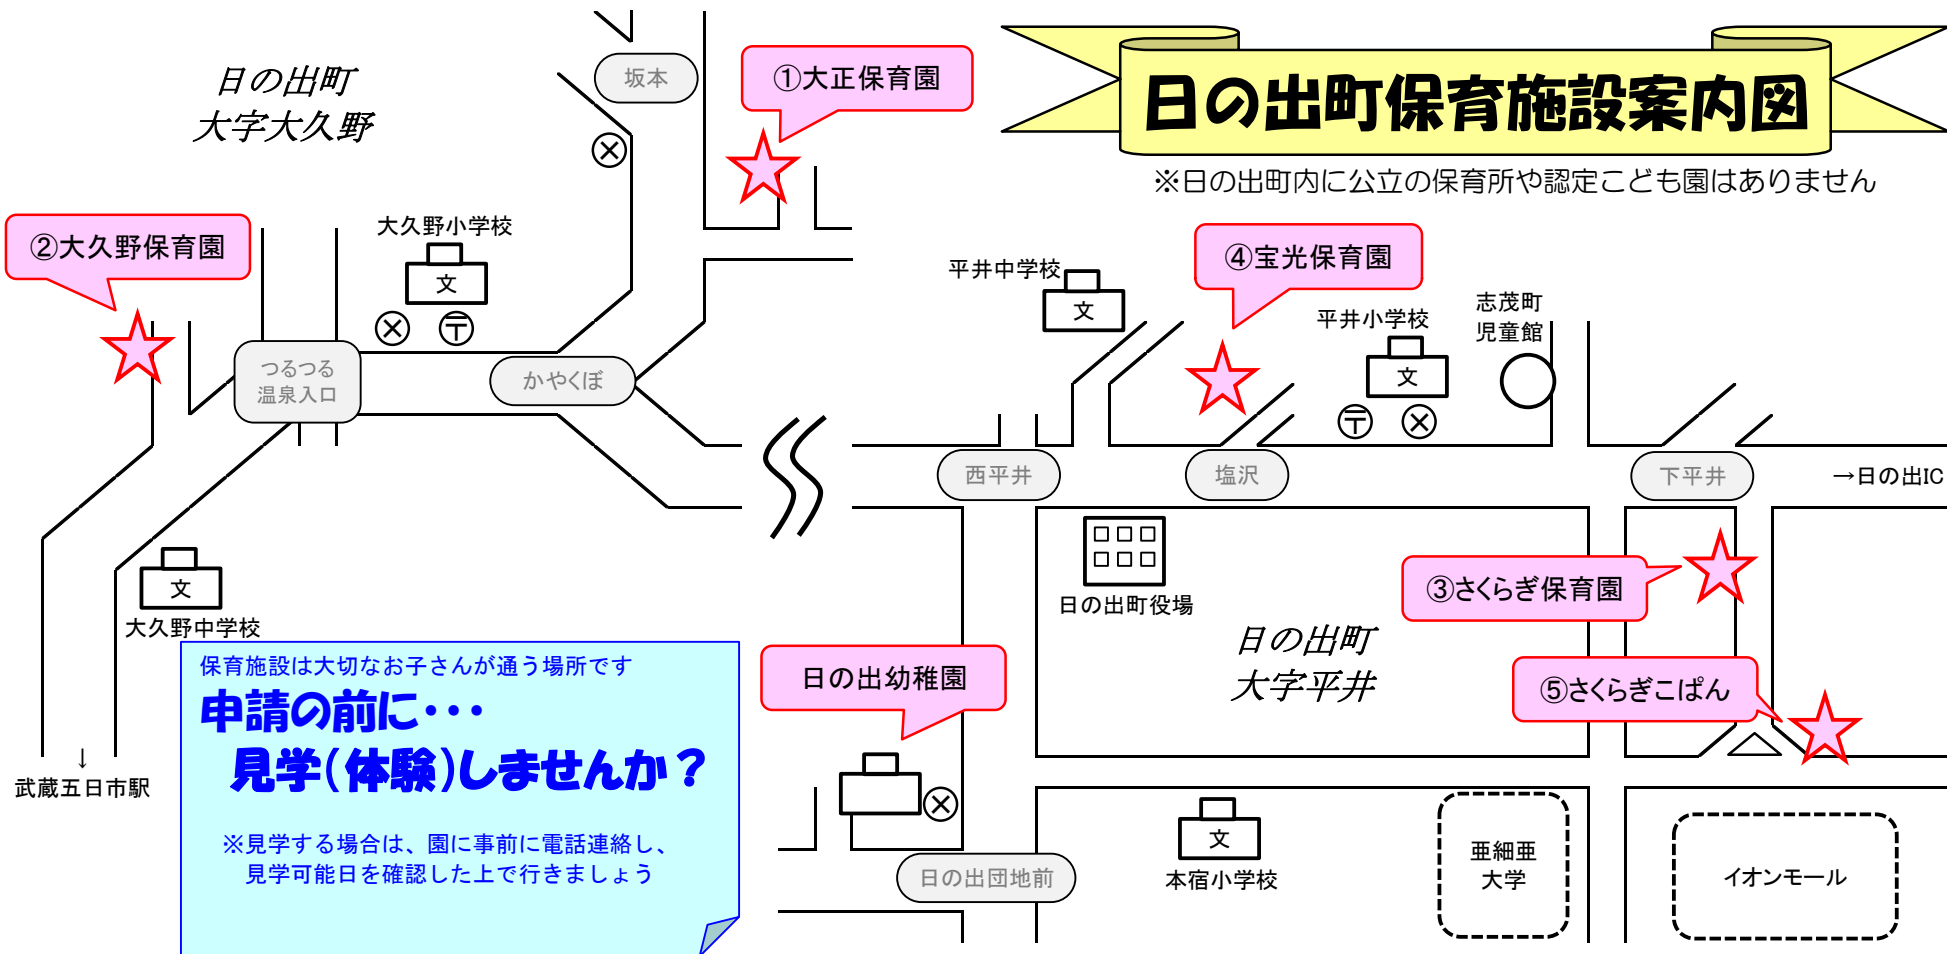 日の出町保育施設案内図
※日の出町内に公立の保育所や認定こども園はありません
日の出町
大字大久野
坂本
①大正保育園
②大久野保育園
大久野小学校
文
〒
つるつる
温泉入口
かやくぼ
平井中学校
文
④宝光保育園
平井小学校
文
〒
志茂町
児童館
西平井
塩沢
下平井
→日の出IC
文
大久野中学校
日の出町役場
③さくらぎ保育園
日の出町
大字平井
⑤さくらぎこぱん
日の出幼稚園
↓
武蔵五日市駅
保育施設は大切なお子さんが通う場所です
申請の前に・・・
見学(体験)しませんか？
※見学する場合は、園に事前に電話連絡し、
見学可能日を確認した上で行きましょう
日の出団地前
文
本宿小学校
亜細亜
大学
イオンモール